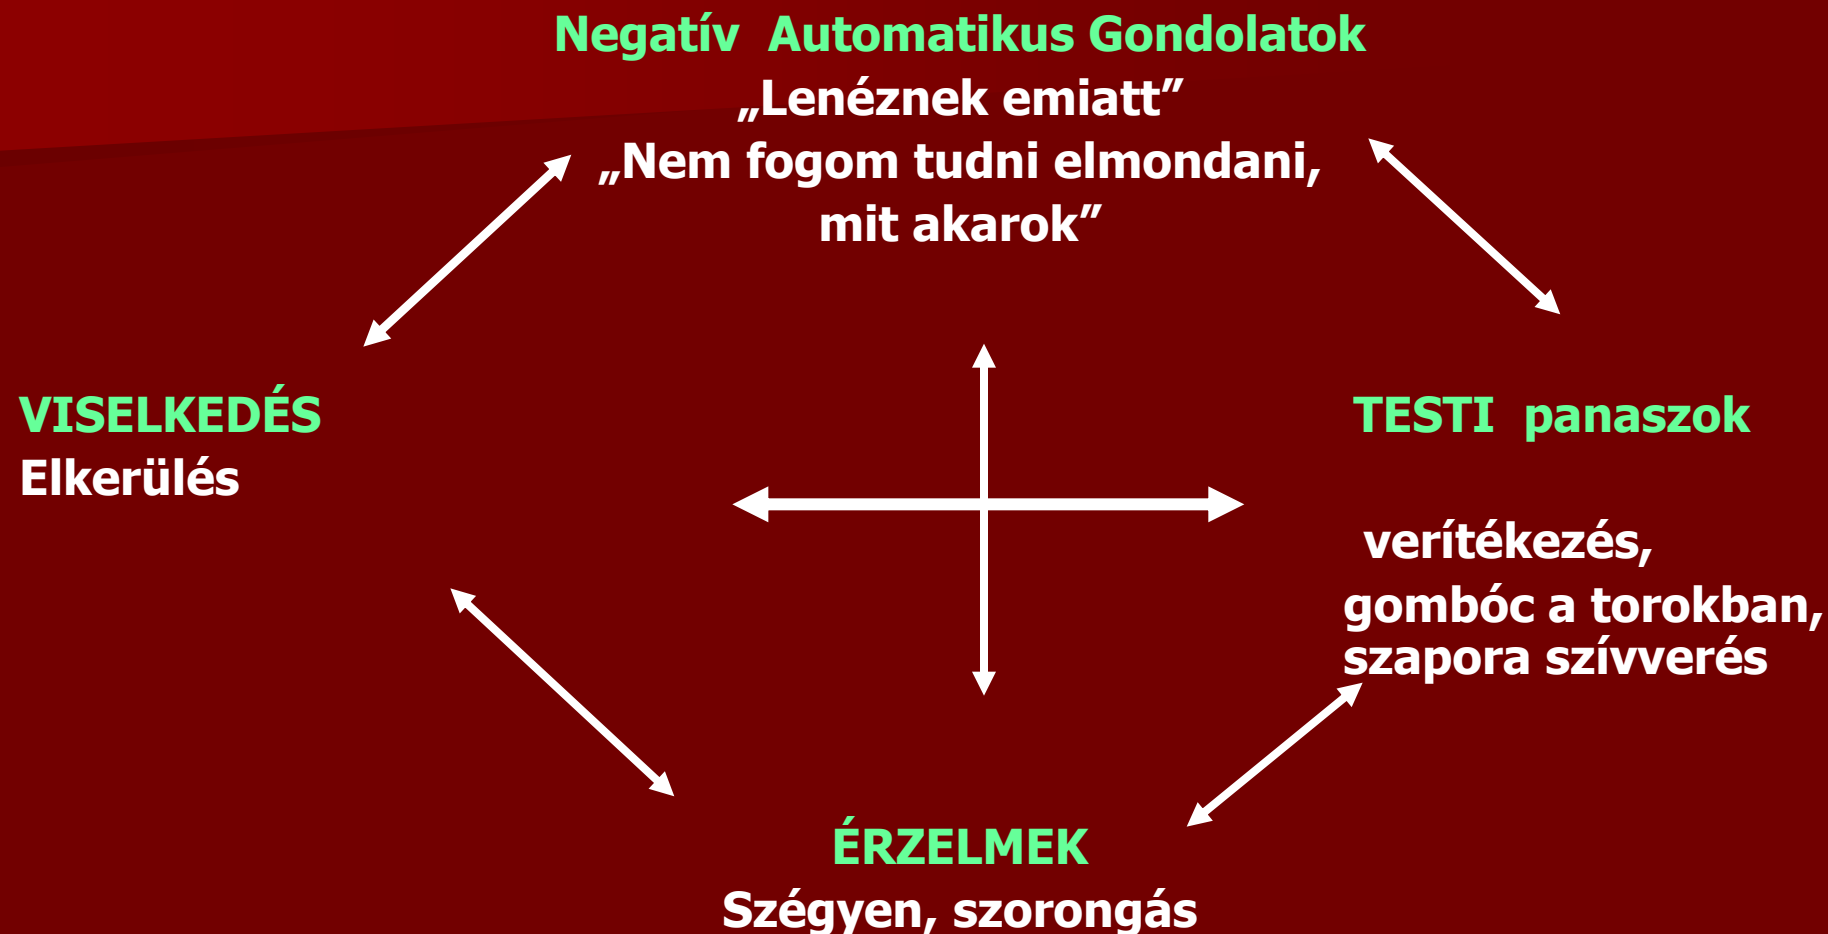 Negatív Automatikus Gondolatok
„Lenéznek emiatt”
„Nem fogom tudni elmondani,
mit akarok”
VISELKEDÉS
Elkerülés
TESTI panaszok
verítékezés,
gombóc a torokban,
szapora szívverés
ÉRZELMEK
Szégyen, szorongás